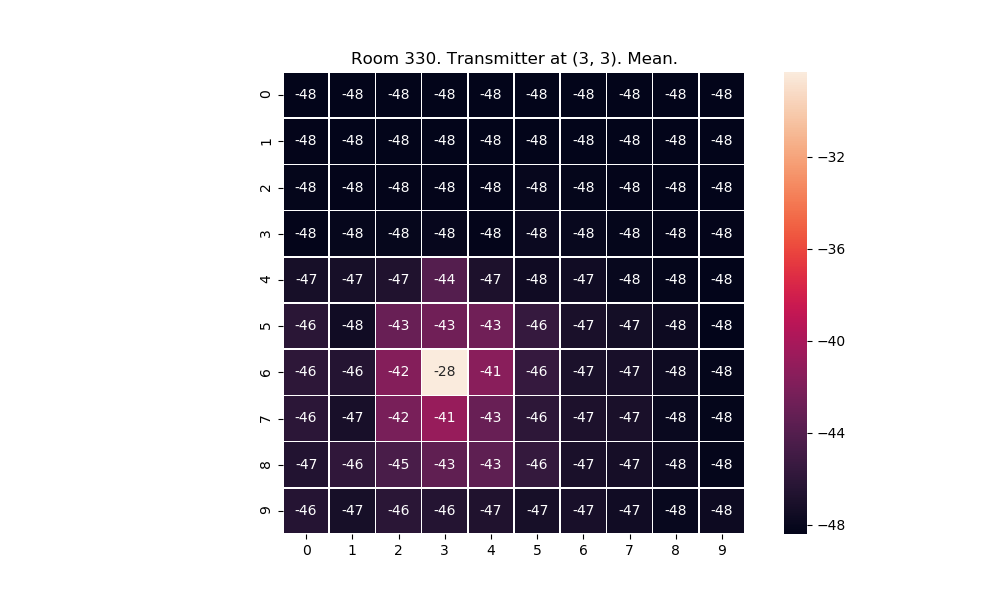 Room 330. Transmitter at (3, 3). Mean.
0 -48 -48 -48 -48 -48 -48 -48 -48 -48 -48
1 -48 -48 -48 -48 -48 -48 -48 -48 -48 -48
−32
2 -48 -48 -48 -48 -48 -48 -48 -48 -48 -48
3 -48 -48 -48 -48 -48 -48 -48 -48 -48 -48
−36
4 -47 -47 -47 -44 -47 -48 -47 -48 -48 -48
5 -46 -48 -43 -43 -43 -46 -47 -47 -48 -48
−40
6 -46 -46 -42 -28 -41 -46 -47 -47 -48 -48
7 -46 -47 -42 -41 -43 -46 -47 -47 -48 -48
−44
8 -47 -46 -45 -43 -43 -46 -47 -47 -48 -48
9 -46 -47 -46 -46 -47 -47 -47 -47 -48 -48
−48
0 1 2 3 4 5 6 7 8 9